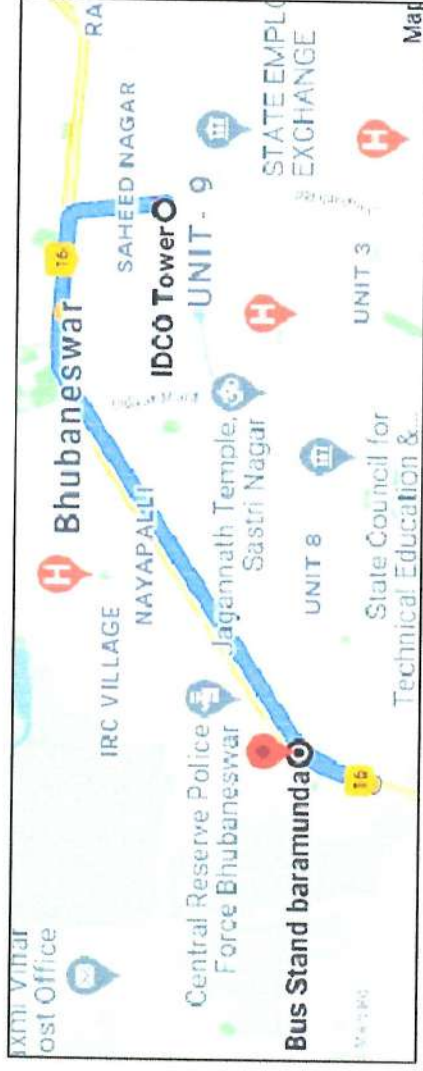 axmi Vihar
ost Office
IRC VILLAGE
Bhubaneswar
16
RA
NAYAPALLI
SAHEED NAGAR
Central Reserve Police
Force Bhubaneswar
IDCO Tower
UNIT - 9
Jagannath Temple,
Sastri Nagar
STATE EMPLO
EXCHANGE
Bus Stand baramunda
UNIT 8
UNIT 3
16
State Council for
Technical Education &...
Map